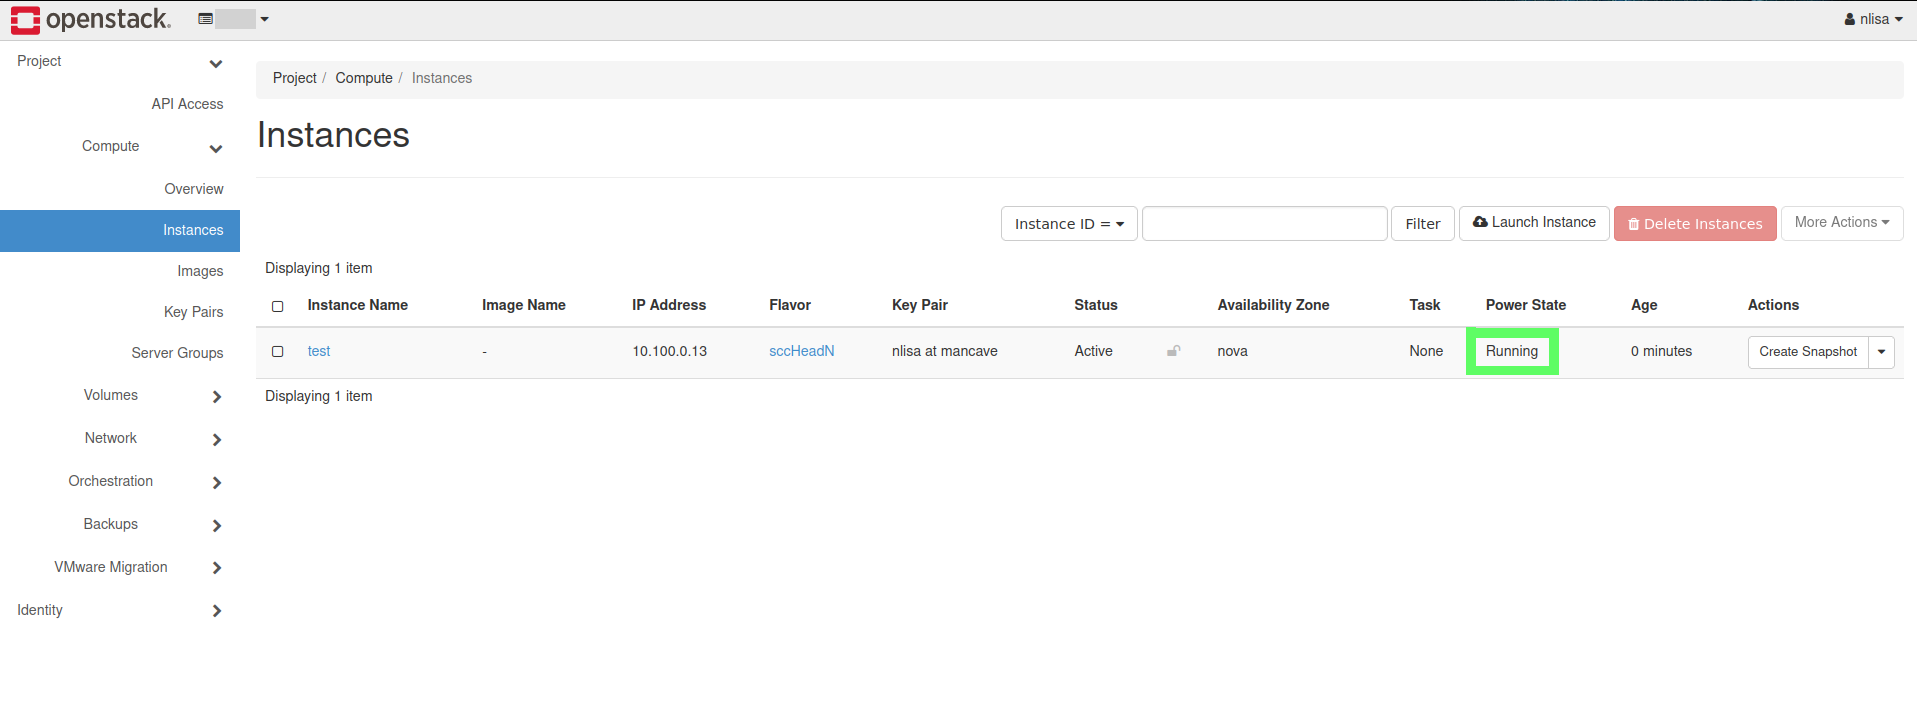 openstack.
nlisa
Project
API Access
Compute
Overview
Instances
Images
Key Pairs
Server Groups
Volumes
Network
Orchestration
Backups
VMware Migration
Identity
Project / Compute / Instances
Instances
Instance ID = Filter Launch Instance Delete Instances More Actions
Displaying 1 item
Instance Name Image Name IP Address Flavor Key Pair Status Availability Zone Task Power State Age Actions
test - 10.100.0.13 sccHeadN nlisa at mancave Active nova None Running 0 minutes Create Snapshot
Displaying 1 item